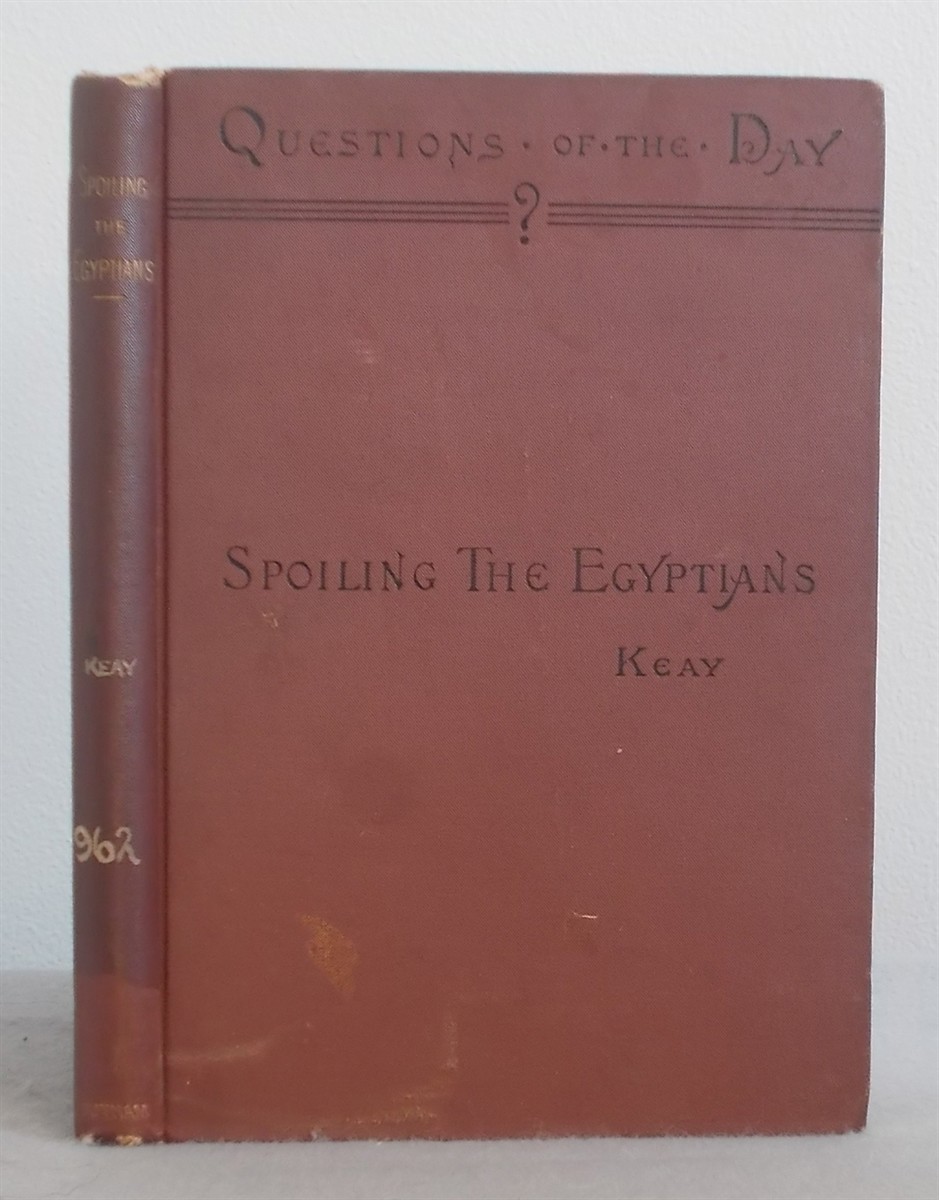 QUESTIONS · OF · THE · DAY
?
SPOILING THE EGYPTIANS
KEAY
SPOILING
THE
EGYPTIANS
KEAY
962